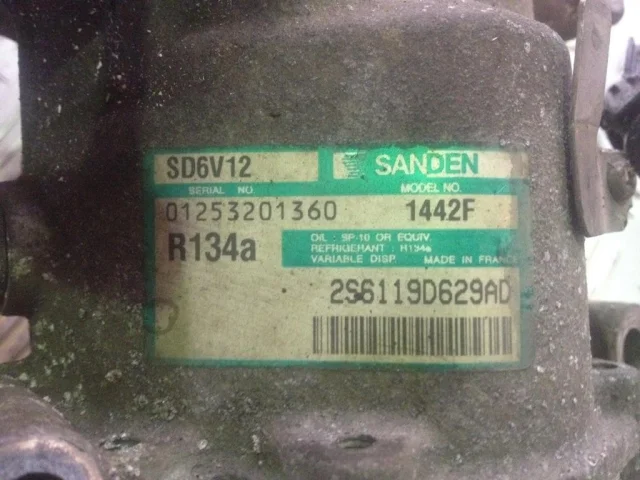 SD6V12 SANDEN
SERIAL NO. MODEL NO.
01253201360 1442F
R134a
OIL : SP-10 OR EQUIV.
REFRIGERANT : R134a
VARIABLE DISP. MADE IN FRANCE
2S6119D629AD